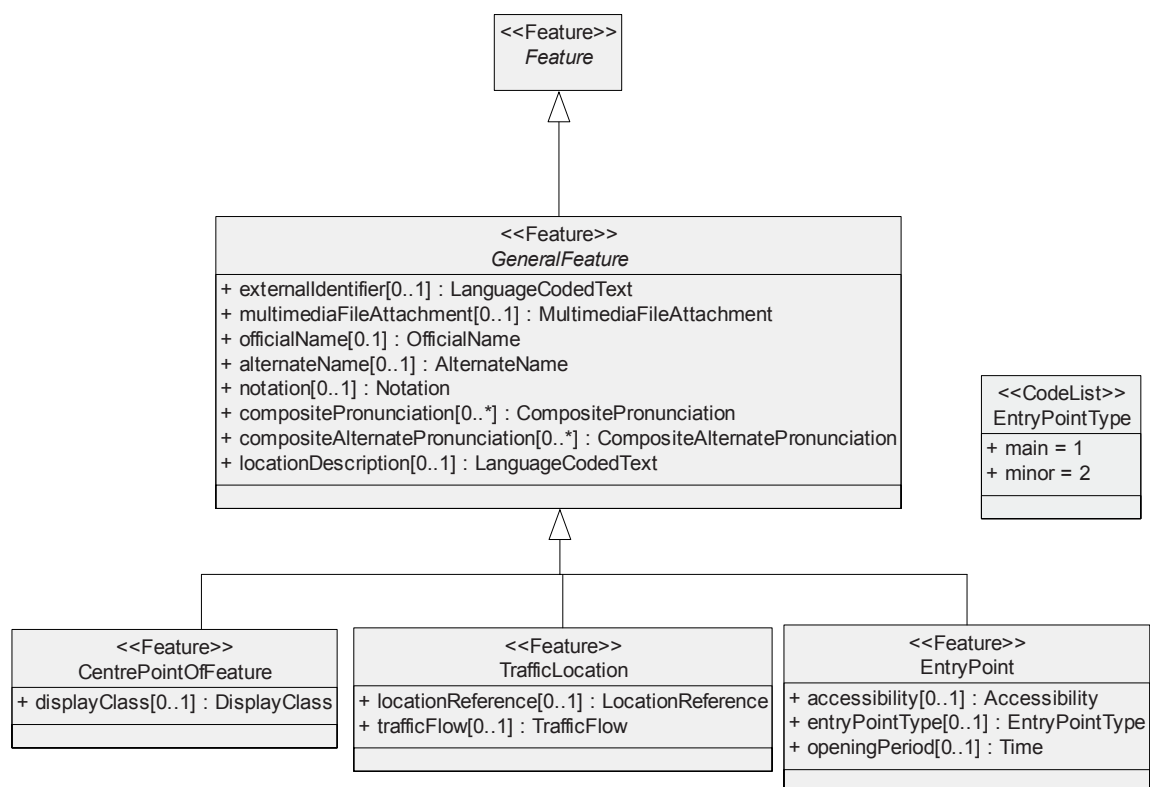 <<Feature>>
Feature
<<Feature>>
GeneralFeature
+ externalIdentifier[0..1] : LanguageCodedText
+ multimediaFileAttachment[0..1] : MultimediaFileAttachment
+ officialName[0.1] : OfficialName
+ alternateName[0..1] : AlternateName
+ notation[0..1] : Notation
+ compositePronunciation[0..*] : CompositePronunciation
+ compositeAlternatePronunciation[0..*] : CompositeAlternatePronunciation
+ locationDescription[0..1] : LanguageCodedText
<<CodeList>>
EntryPointType
+ main = 1
+ minor = 2
<<Feature>>
CentrePointOfFeature
+ displayClass[0..1] : DisplayClass
<<Feature>>
TrafficLocation
+ locationReference[0..1] : LocationReference
+ trafficFlow[0..1] : TrafficFlow
<<Feature>>
EntryPoint
+ accessibility[0..1] : Accessibility
+ entryPointType[0..1] : EntryPointType
+ openingPeriod[0..1] : Time